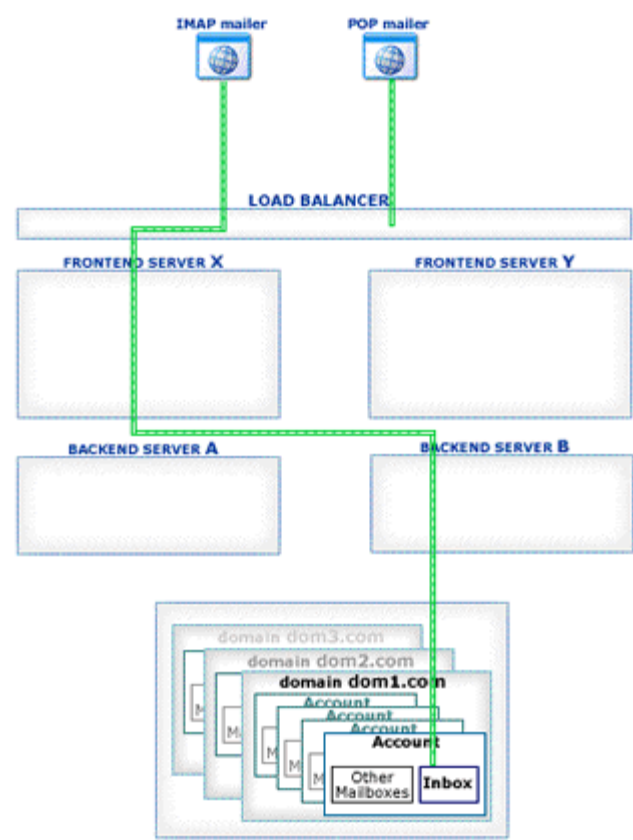 IMAP mailer
POP mailer
LOAD BALANCER
FRONTEND SERVER X
FRONTEND SERVER Y
BACKEND SERVER A
BACKEND SERVER B
domain dom3.com
domain dom2.com
domain dom1.com
Account
Account
Account
Account
M
M
M
M
M
Other
Mailboxes
Inbox